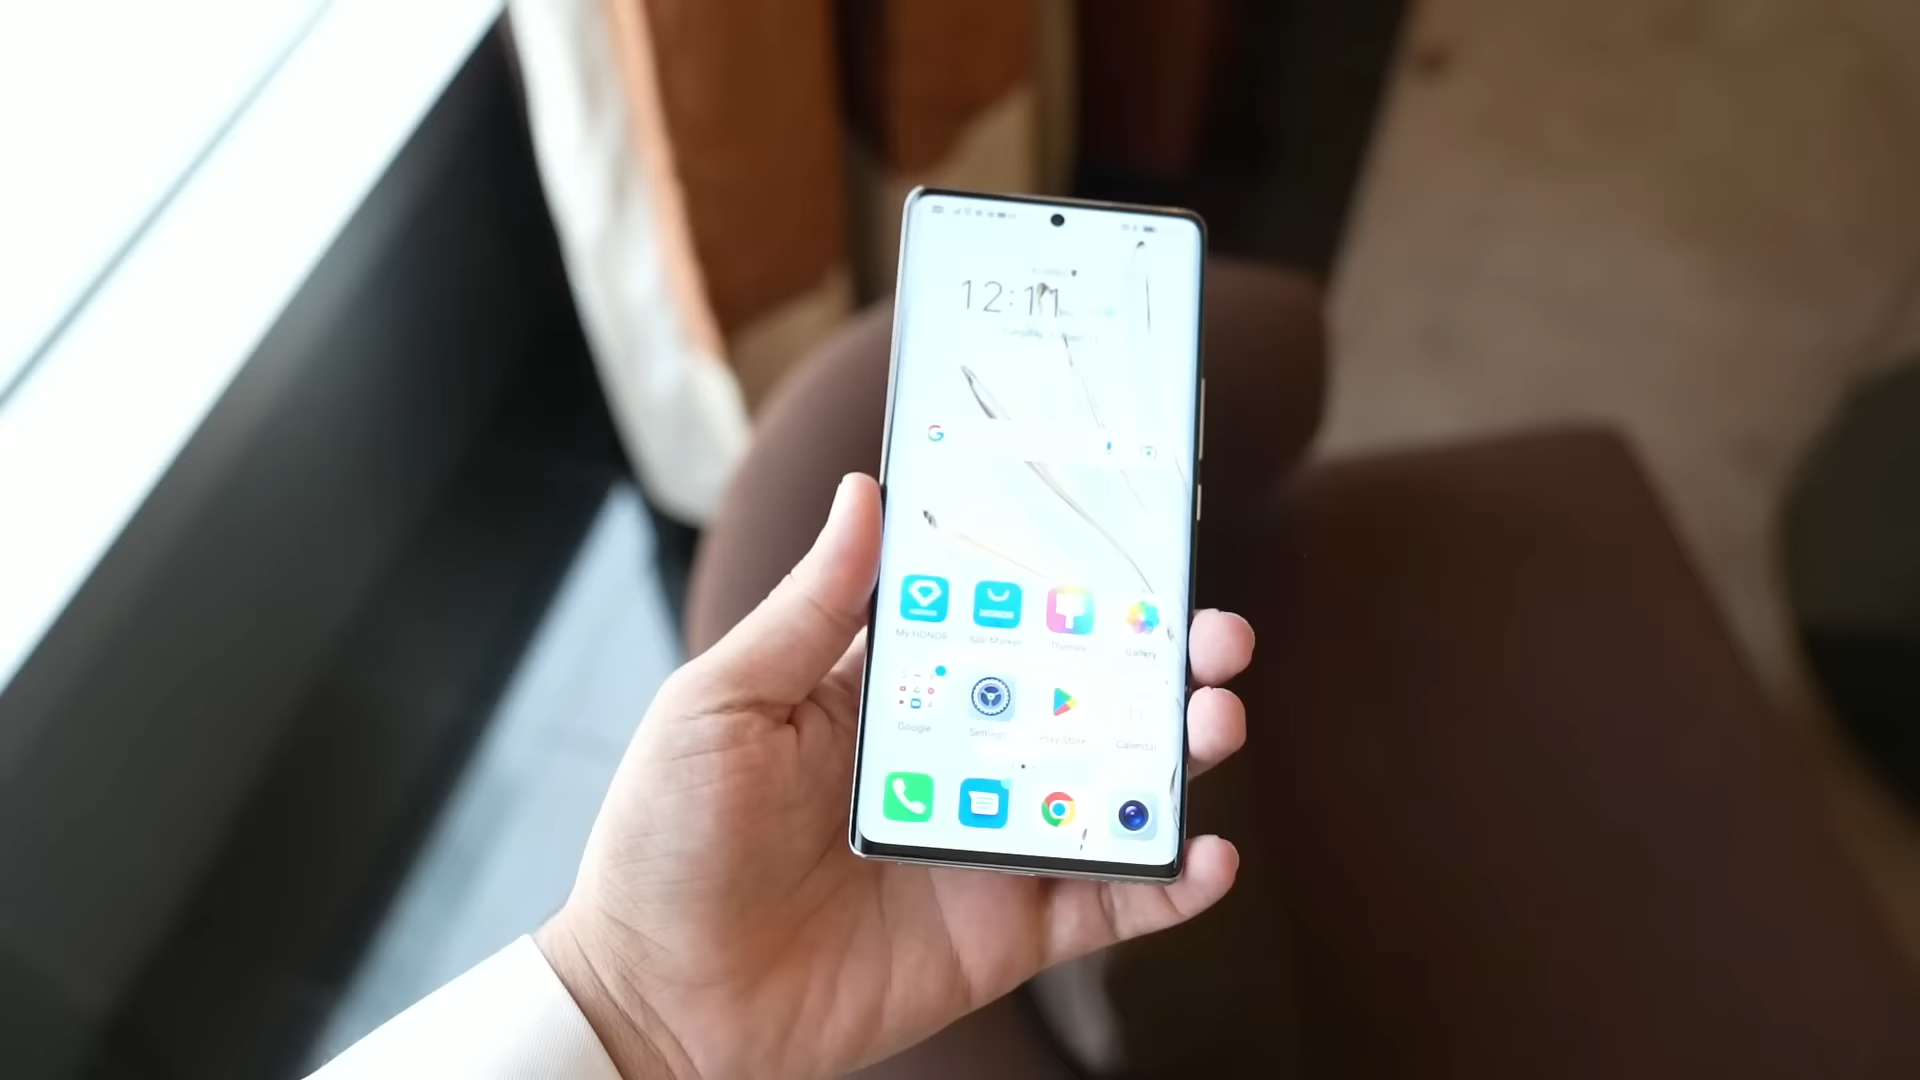 12:11
G
My HONOR
App Market
Themes
Gallery
Google
Settings
Play Store
Calendar